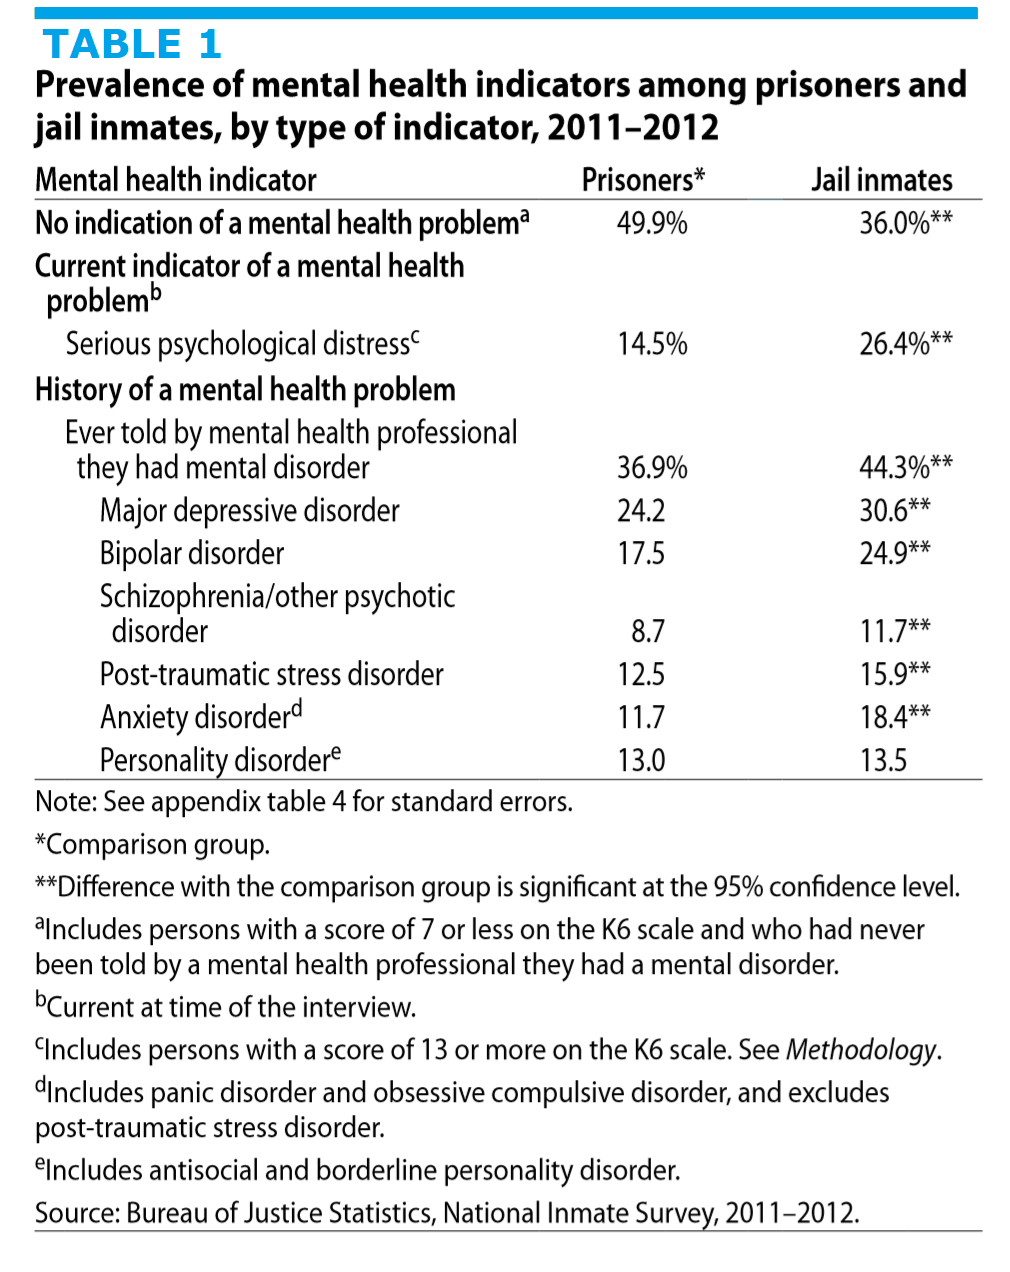 TABLE 1
Prevalence of mental health indicators among prisoners and
jail inmates, by type of indicator, 2011–2012
Mental health indicator Prisoners* Jail inmates
No indication of a mental health problemᵃ 49.9% 36.0%**
Current indicator of a mental health
problemᵇ
Serious psychological distressᶜ 14.5% 26.4%**
History of a mental health problem
Ever told by mental health professional
they had mental disorder 36.9% 44.3%**
Major depressive disorder 24.2 30.6**
Bipolar disorder 17.5 24.9**
Schizophrenia/other psychotic
disorder 8.7 11.7**
Post-traumatic stress disorder 12.5 15.9**
Anxiety disorderᵈ 11.7 18.4**
Personality disorderᵉ 13.0 13.5
Note: See appendix table 4 for standard errors.
*Comparison group.
**Difference with the comparison group is significant at the 95% confidence level.
ᵃIncludes persons with a score of 7 or less on the K6 scale and who had never
been told by a mental health professional they had a mental disorder.
ᵇCurrent at time of the interview.
ᶜIncludes persons with a score of 13 or more on the K6 scale. See Methodology.
ᵈIncludes panic disorder and obsessive compulsive disorder, and excludes
post-traumatic stress disorder.
ᵉIncludes antisocial and borderline personality disorder.
Source: Bureau of Justice Statistics, National Inmate Survey, 2011–2012.